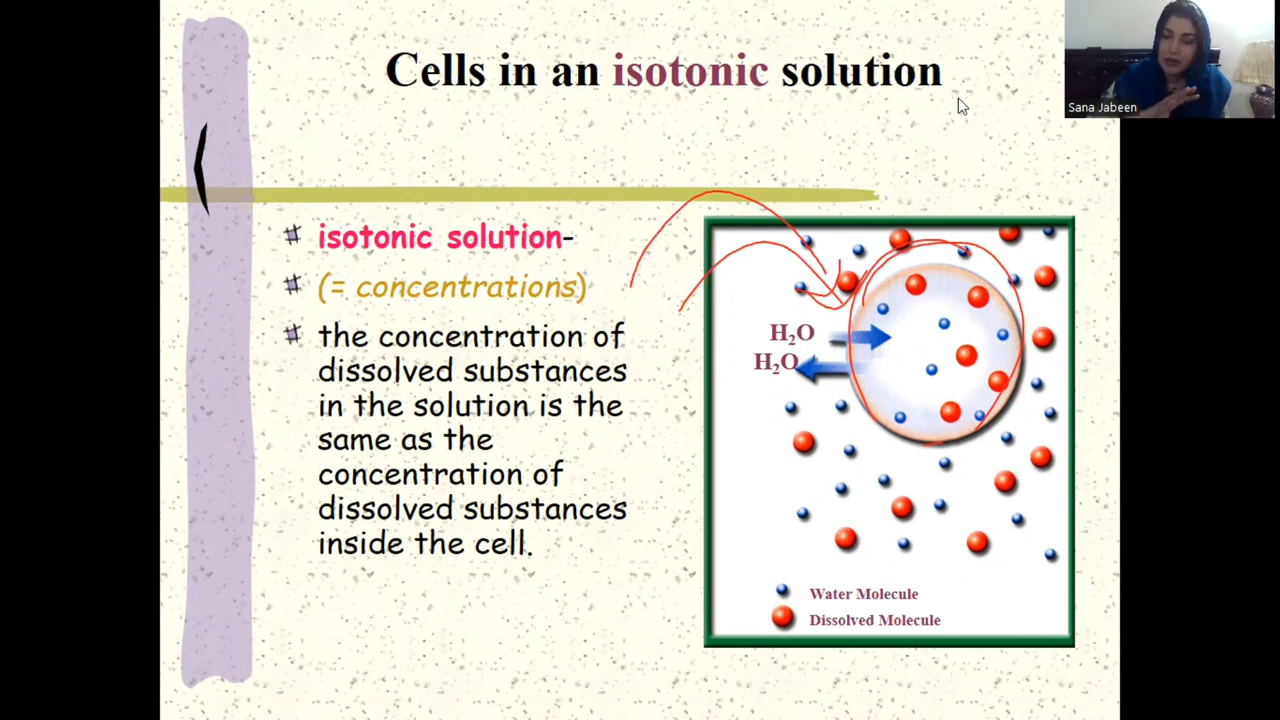 Cells in an isotonic solution
Sana Jabeen
isotonic solution-
(= concentrations)
the concentration of
dissolved substances
in the solution is the
same as the
concentration of
dissolved substances
inside the cell.
H₂O
H₂O
Water Molecule
Dissolved Molecule